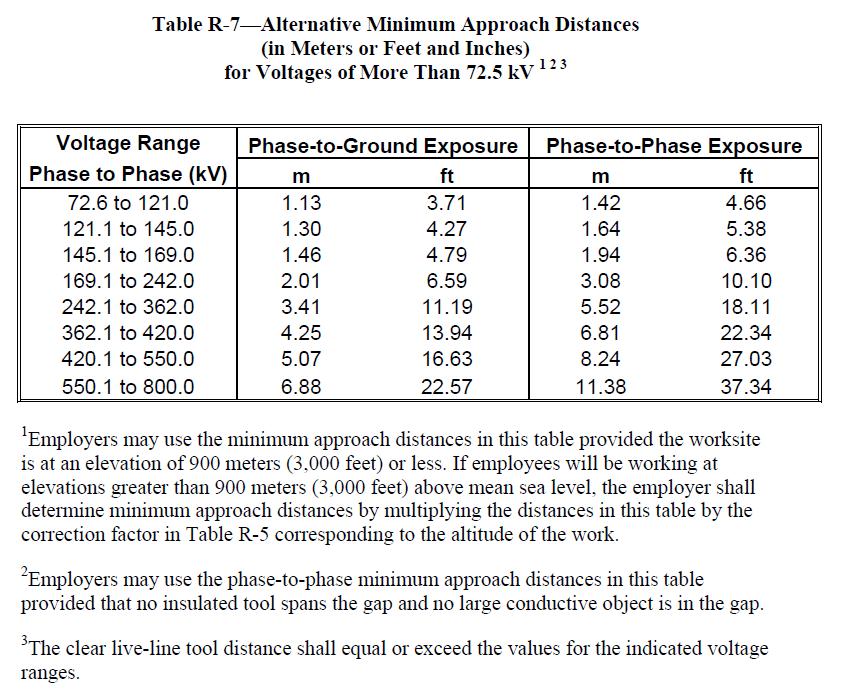 Table R-7—Alternative Minimum Approach Distances
(in Meters or Feet and Inches)
for Voltages of More Than 72.5 kV 1 2 3
Voltage Range Phase-to-Ground Exposure Phase-to-Phase Exposure
Phase to Phase (kV) m ft m ft
72.6 to 121.0 1.13 3.71 1.42 4.66
121.1 to 145.0 1.30 4.27 1.64 5.38
145.1 to 169.0 1.46 4.79 1.94 6.36
169.1 to 242.0 2.01 6.59 3.08 10.10
242.1 to 362.0 3.41 11.19 5.52 18.11
362.1 to 420.0 4.25 13.94 6.81 22.34
420.1 to 550.0 5.07 16.63 8.24 27.03
550.1 to 800.0 6.88 22.57 11.38 37.34
1Employers may use the minimum approach distances in this table provided the worksite
is at an elevation of 900 meters (3,000 feet) or less. If employees will be working at
elevations greater than 900 meters (3,000 feet) above mean sea level, the employer shall
determine minimum approach distances by multiplying the distances in this table by the
correction factor in Table R-5 corresponding to the altitude of the work.
2Employers may use the phase-to-phase minimum approach distances in this table
provided that no insulated tool spans the gap and no large conductive object is in the gap.
3The clear live-line tool distance shall equal or exceed the values for the indicated voltage
ranges.